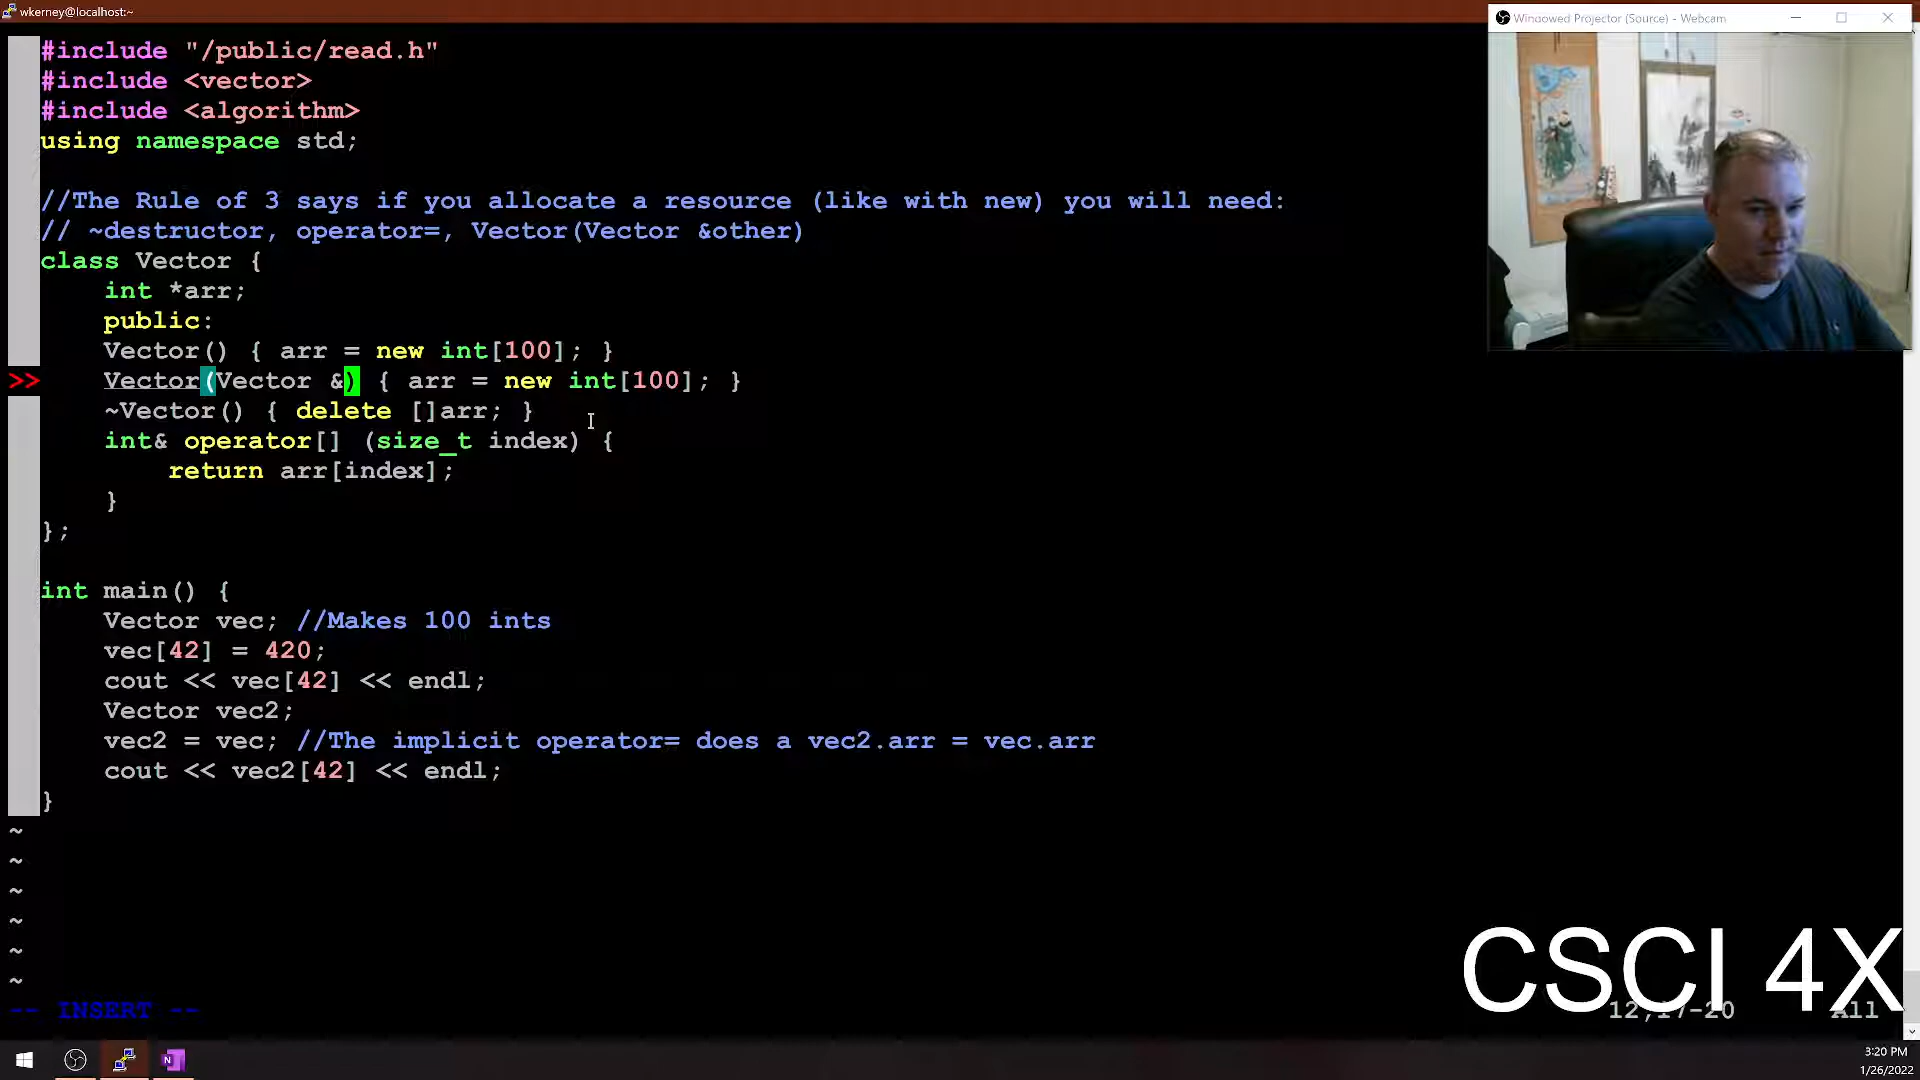 wkerney@localhost:~
Windowed Projector (Source) - Webcam
#include "/public/read.h"
#include <vector>
#include <algorithm>
using namespace std;
//The Rule of 3 says if you allocate a resource (like with new) you will need:
// ~destructor, operator=, Vector(Vector &other)
class Vector {
    int *arr;
    public:
    Vector() { arr = new int[100]; }
>> Vector(Vector &) { arr = new int[100]; }
    ~Vector() { delete []arr; }
    int& operator[] (size_t index) {
        return arr[index];
    }
};
int main() {
    Vector vec; //Makes 100 ints
    vec[42] = 420;
    cout << vec[42] << endl;
    Vector vec2;
    vec2 = vec; //The implicit operator= does a vec2.arr = vec.arr
    cout << vec2[42] << endl;
}
~
~
~
~
~
~
CSCI 4X
-- INSERT --
12,17-20
All
3:20 PM
1/26/2022